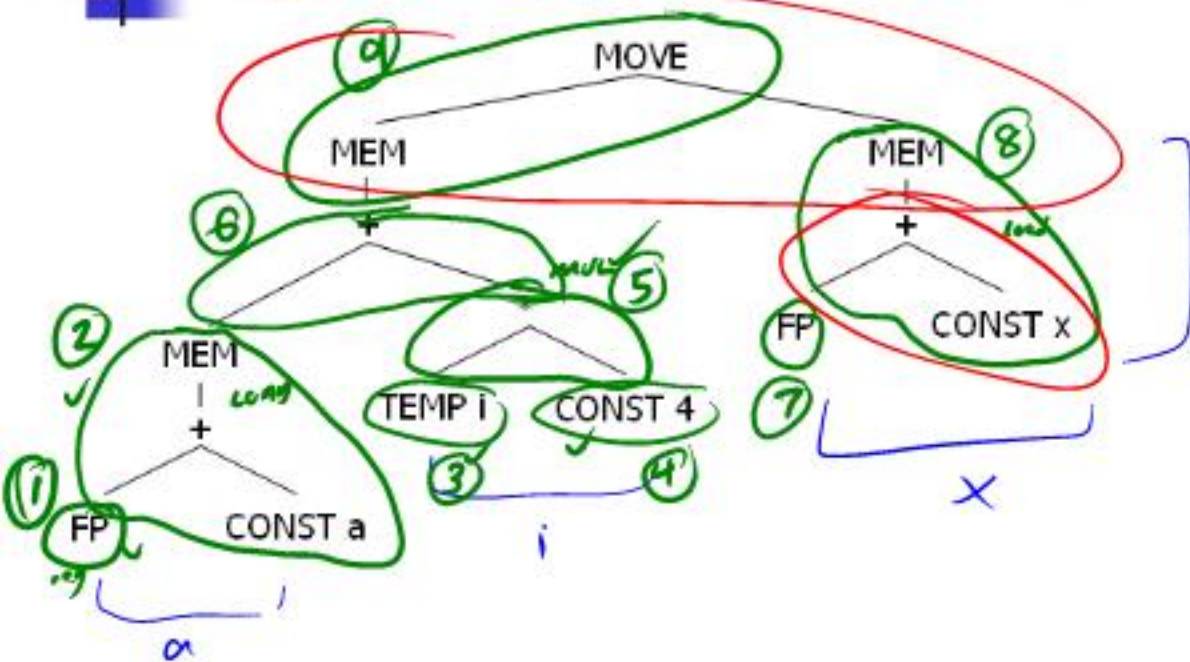 9 MOVE
MEM MEM 8
6 + + load
MUL 5
2 MEM FP CONST x
LOAD TEMP i CONST 4 7
+
3 4 x
1 FP CONST a
i
reg
a